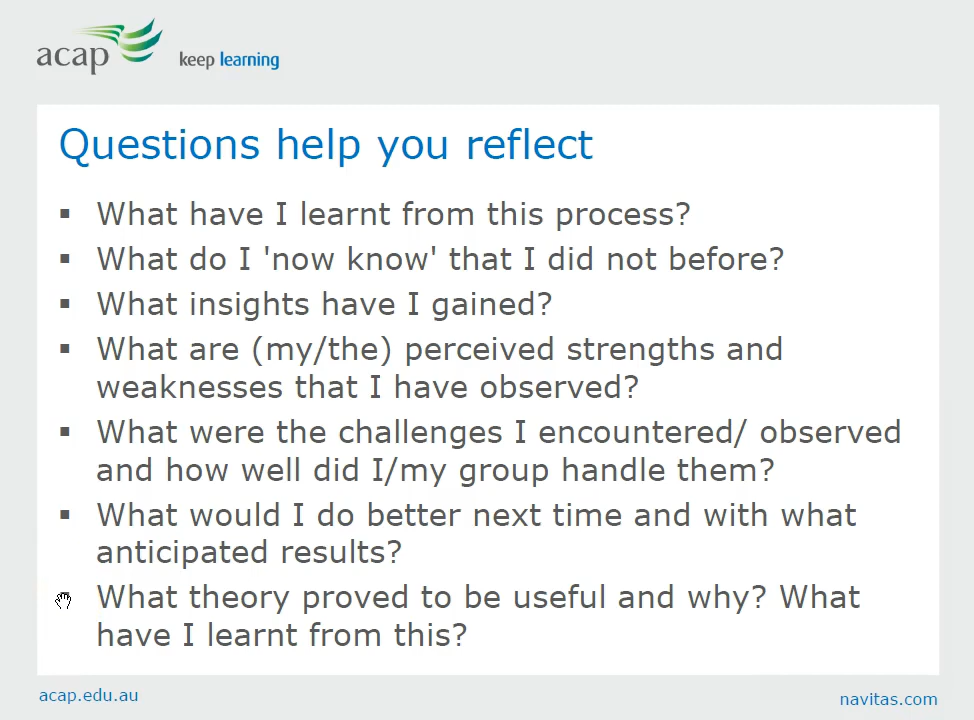 acap keep learning
Questions help you reflect
▪ What have I learnt from this process?
▪ What do I 'now know' that I did not before?
▪ What insights have I gained?
▪ What are (my/the) perceived strengths and
weaknesses that I have observed?
▪ What were the challenges I encountered/ observed
and how well did I/my group handle them?
▪ What would I do better next time and with what
anticipated results?
What theory proved to be useful and why? What
have I learnt from this?
acap.edu.au
navitas.com